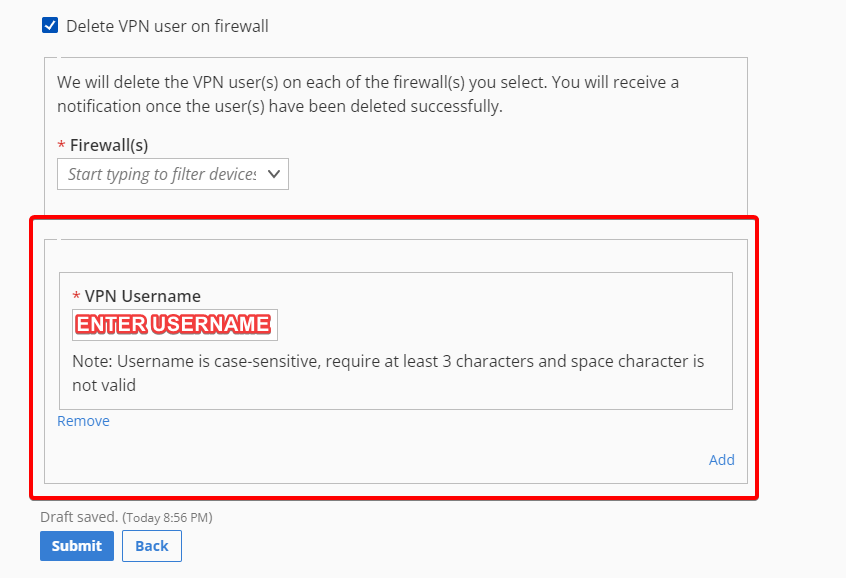 Delete VPN user on firewall
We will delete the VPN user(s) on each of the firewall(s) you select. You will receive a
notification once the user(s) have been deleted successfully.
* Firewall(s)
Start typing to filter devices
* VPN Username
ENTER USERNAME
Note: Username is case-sensitive, require at least 3 characters and space character is
not valid
Remove
Add
Draft saved. (Today 8:56 PM)
Submit Back